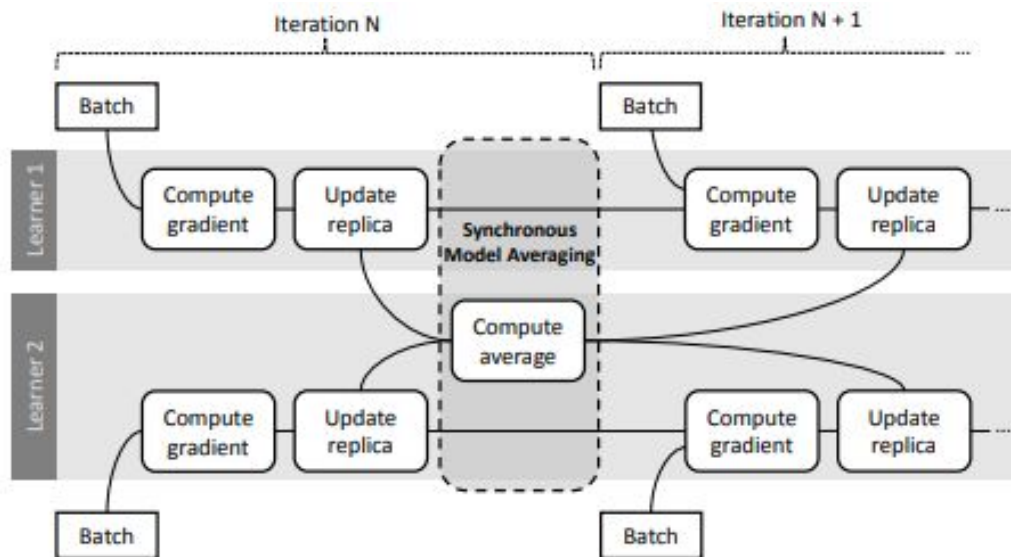 Iteration N
Iteration N + 1
Batch
Batch
Learner 1
Compute
gradient
Update
replica
Synchronous
Model Averaging
Compute
gradient
Update
replica
...
Learner 2
Compute
average
Compute
gradient
Update
replica
Compute
gradient
Update
replica
...
Batch
Batch